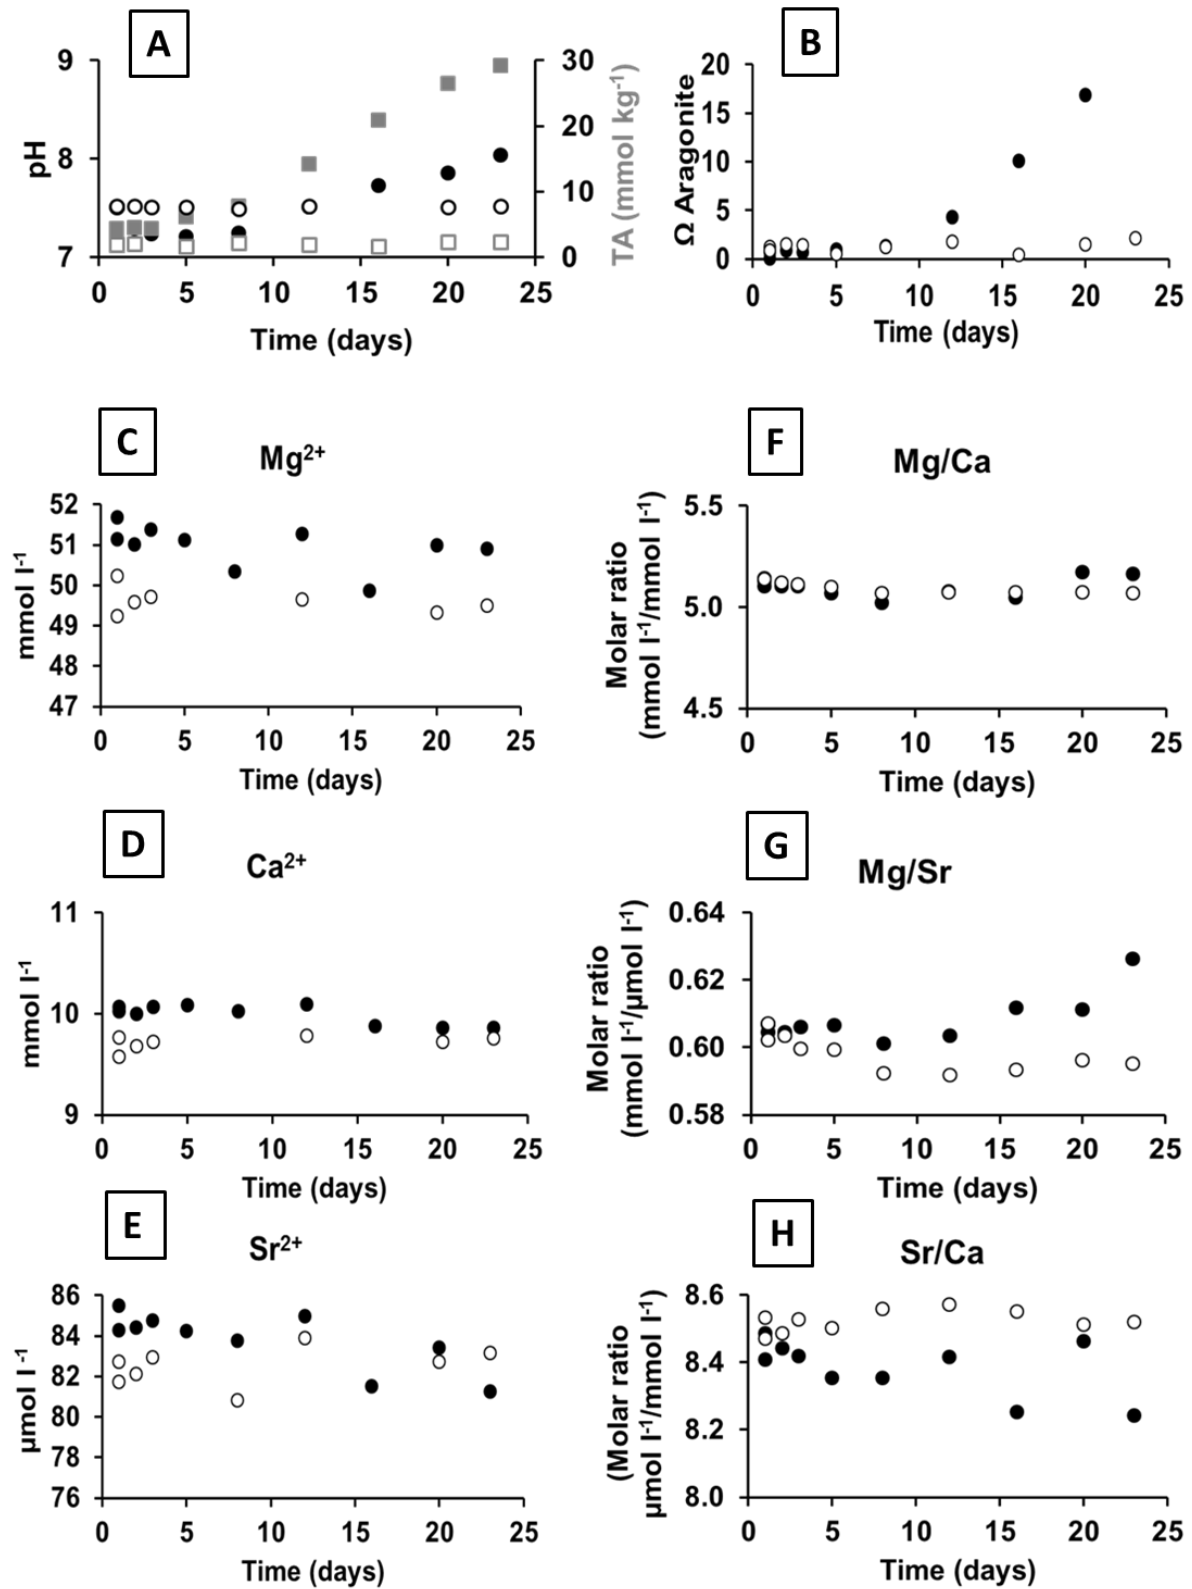 A
9
8
7
pH
30
20
10
0
TA (mmol kg-1)
0 5 10 15 20 25
Time (days)
B
20
15
10
5
0
Ω Aragonite
0 5 10 15 20 25
Time (days)
C
Mg2+
52
51
50
49
48
47
mmol l-1
0 5 10 15 20 25
Time (days)
F
Mg/Ca
5.5
5.0
4.5
Molar ratio
(mmol l-1/mmol l-1)
0 5 10 15 20 25
Time (days)
D
Ca2+
11
10
9
mmol l-1
0 5 10 15 20 25
Time (days)
G
Mg/Sr
0.64
0.62
0.60
0.58
Molar ratio
(mmol l-1/µmol l-1)
0 5 10 15 20 25
Time (days)
E
Sr2+
86
84
82
80
78
76
µmol l-1
0 5 10 15 20 25
Time (days)
H
Sr/Ca
8.6
8.4
8.2
8.0
(Molar ratio
µmol l-1/mmol l-1)
0 5 10 15 20 25
Time (days)